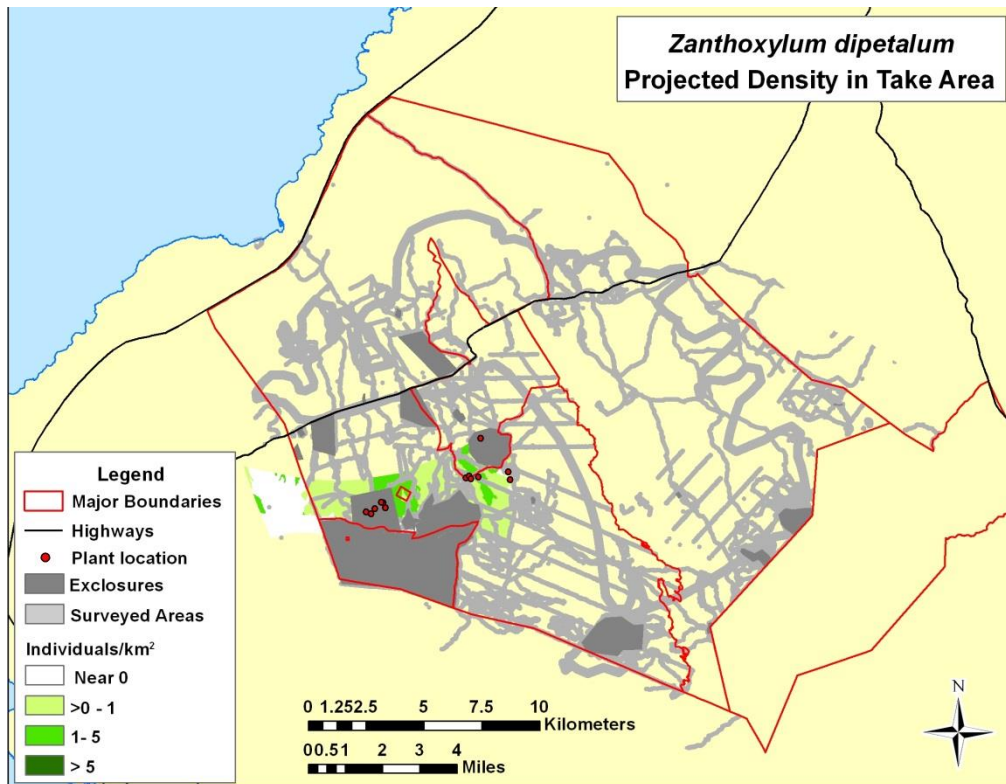 Zanthoxylum dipetalum
Projected Density in Take Area
Legend
Major Boundaries
Highways
Plant location
Exclosures
Surveyed Areas
Individuals/km²
Near 0
>0 - 1
1- 5
> 5
0 1.252.5 5 7.5 10
Kilometers
00.51 2 3 4
Miles
N